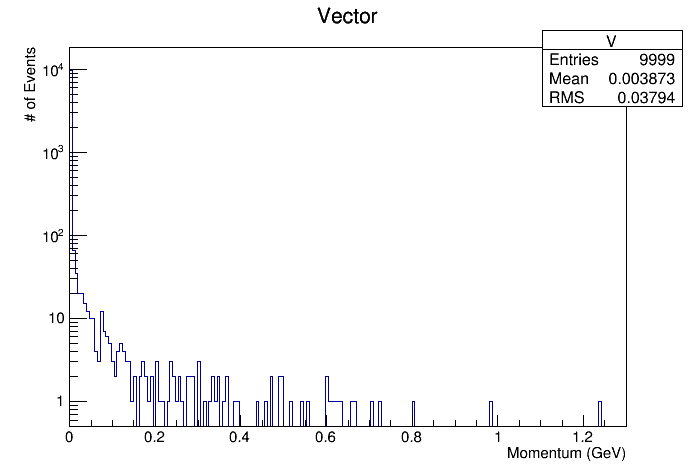 Vector
V
Entries 9999
Mean 0.003873
RMS 0.03794
# of Events
10⁴
10³
10²
10
1
0 0.2 0.4 0.6 0.8 1 1.2
Momentum (GeV)